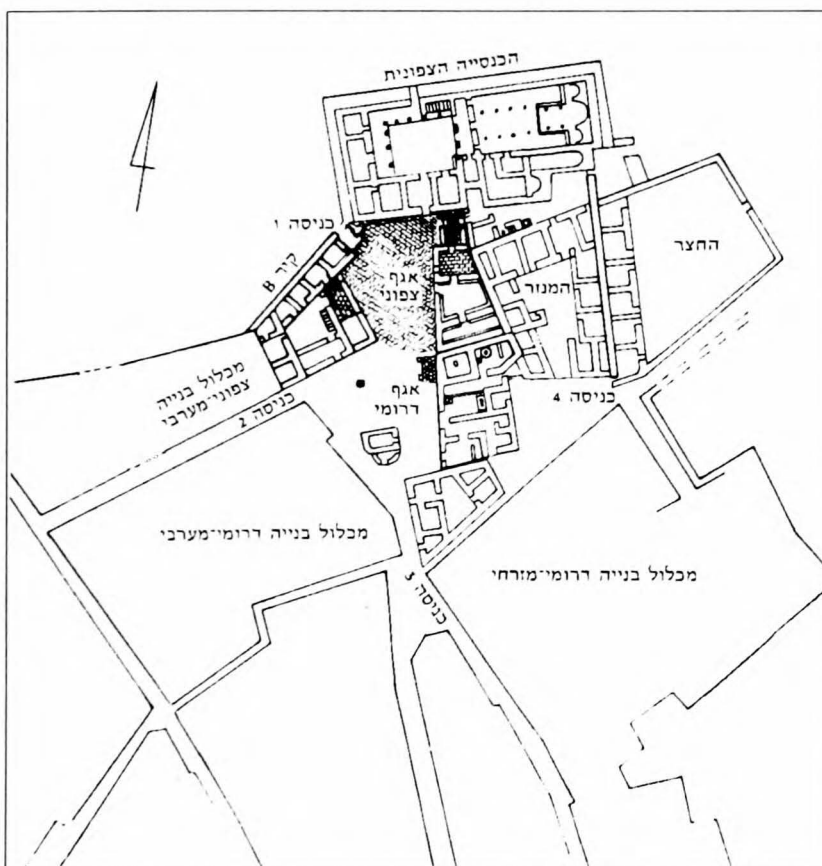 הכנסייה הצפונית
כניסה 1
קיר B
אגף
צפוני
החצר
המנזר
מכלול בנייה
צפוני־מערבי
כניסה 2
אגף
דרומי
כניסה 4
מכלול בנייה דרומי־מערבי
מכלול בנייה דרומי־מזרחי
כניסה 3